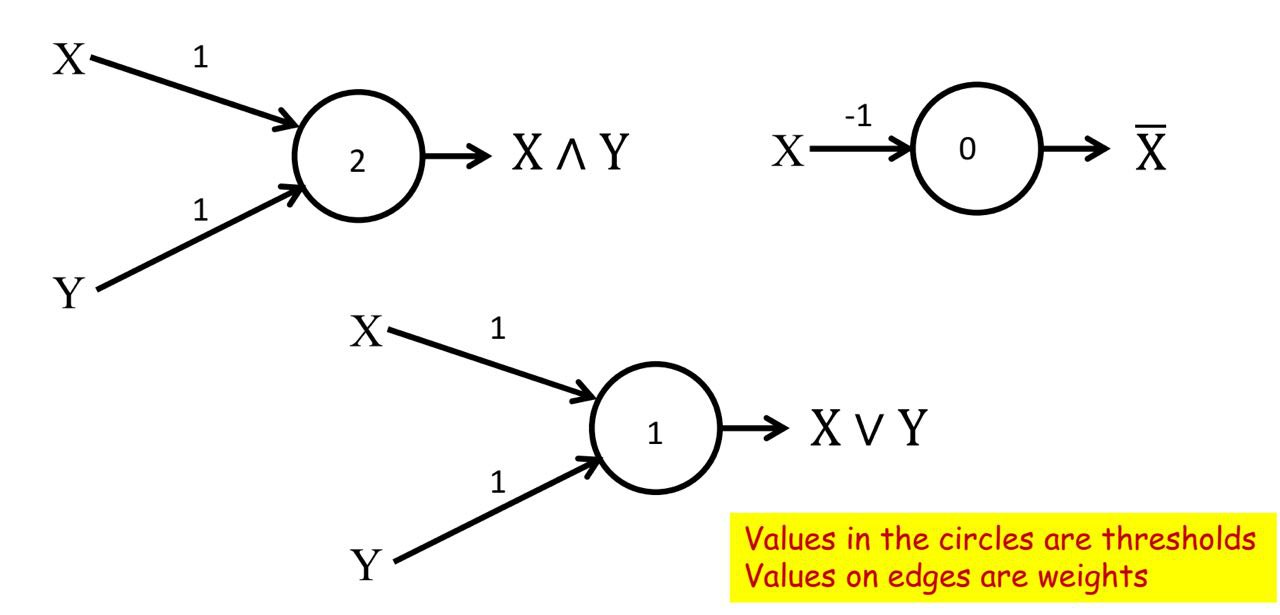 X
1
2
X ∧ Y
1
Y
X
-1
0
X̅
X
1
1
X ∨ Y
1
Y
Values in the circles are thresholds
Values on edges are weights